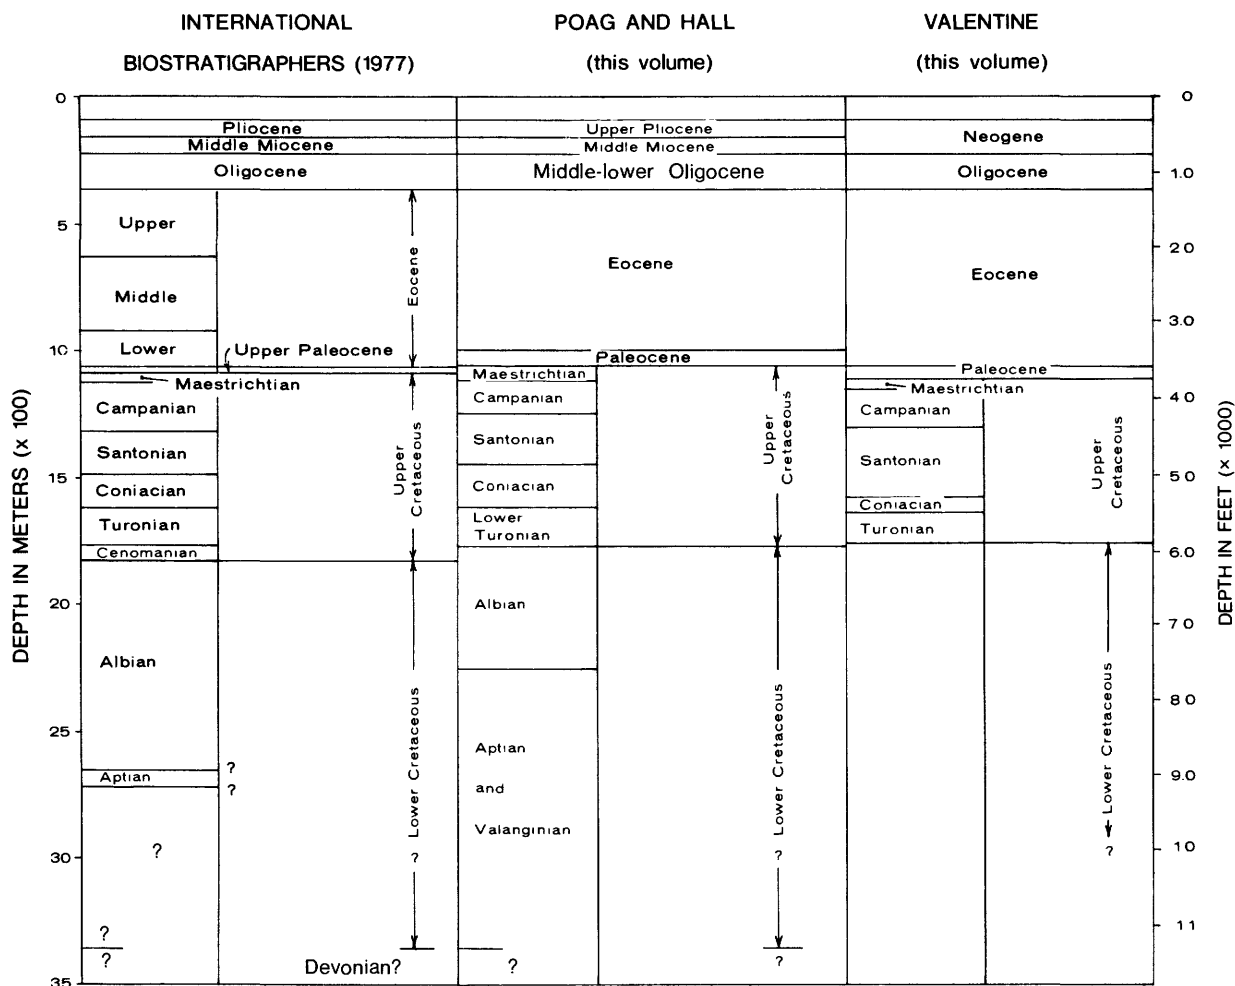 INTERNATIONAL
BIOSTRATIGRAPHERS (1977)
POAG AND HALL
(this volume)
VALENTINE
(this volume)
DEPTH IN METERS (x 100)
0
5
10
15
20
25
30
35
Pliocene
Middle Miocene
Oligocene
Upper
Middle
Lower
Eocene
Upper Paleocene
Maestrichtian
Campanian
Santonian
Coniacian
Turonian
Cenomanian
Upper
Cretaceous
Albian
Aptian
?
?
?
Lower Cretaceous
?
?
?
Devonian?
Upper Pliocene
Middle Miocene
Middle-lower Oligocene
Eocene
Paleocene
Maestrichtian
Campanian
Santonian
Coniacian
Lower
Turonian
Upper
Cretaceous
Albian
Aptian
and
Valanginian
Lower Cretaceous
?
?
?
Neogene
Oligocene
Eocene
Paleocene
Maestrichtian
Campanian
Santonian
Coniacian
Turonian
Upper
Cretaceous
Lower Cretaceous
?
0
1.0
2 0
3.0
4 0
5 0
6.0
7 0
8 0
9.0
1 0
1 1
DEPTH IN FEET (x 1000)